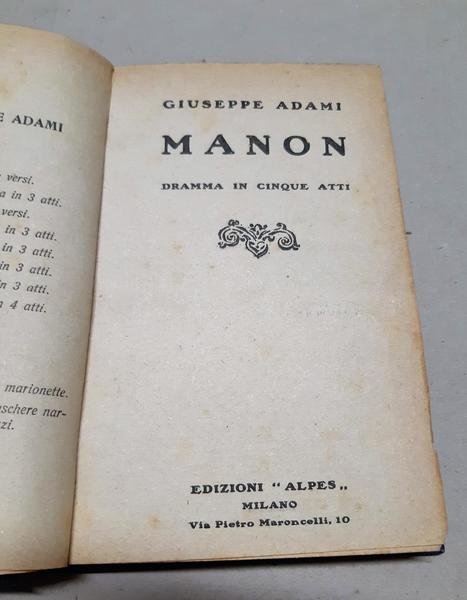 E ADAMI
versi.
a in 3 atti.
versi.
in 3 atti.
in 3 atti.
in 3 atti.
in 3 atti.
n 4 atti.
marionette.
aschere nar-
zi.
GIUSEPPE ADAMI
MANON
DRAMMA IN CINQUE ATTI
EDIZIONI "ALPES„
MILANO
Via Pietro Maroncelli, 10